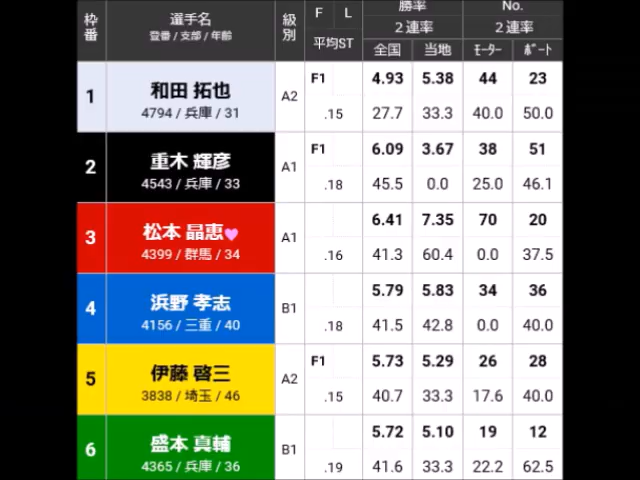 枠番 選手名 登番 / 支部 / 年齢 級別 F L 平均ST 勝率 2連率 全国 当地 No. 2連率 ﾓｰﾀｰ ﾎﾞｰﾄ
1 和田 拓也 A2 F1 4.93 5.38 44 23
4794 / 兵庫 / 31 .15 27.7 33.3 40.0 50.0
2 重木 輝彦 A1 F1 6.09 3.67 38 51
4543 / 兵庫 / 33 .18 45.5 0.0 25.0 46.1
3 松本 晶恵♥ A1 6.41 7.35 70 20
4399 / 群馬 / 34 .16 41.3 60.4 0.0 37.5
4 浜野 孝志 B1 5.79 5.83 34 36
4156 / 三重 / 40 .18 41.5 42.8 0.0 40.0
5 伊藤 啓三 A2 F1 5.73 5.29 26 28
3838 / 埼玉 / 46 .15 40.7 33.3 17.6 40.0
6 盛本 真輔 B1 5.72 5.10 19 12
4365 / 兵庫 / 36 .19 41.6 33.3 22.2 62.5